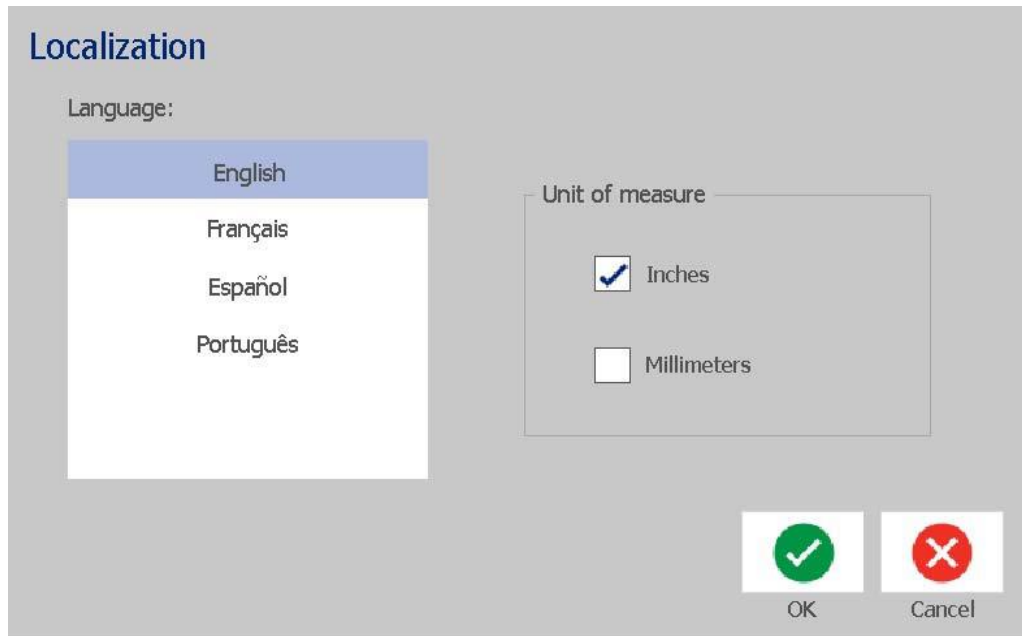 Localization
Language:
English
Français
Español
Português
Unit of measure
Inches
Millimeters
OK
Cancel